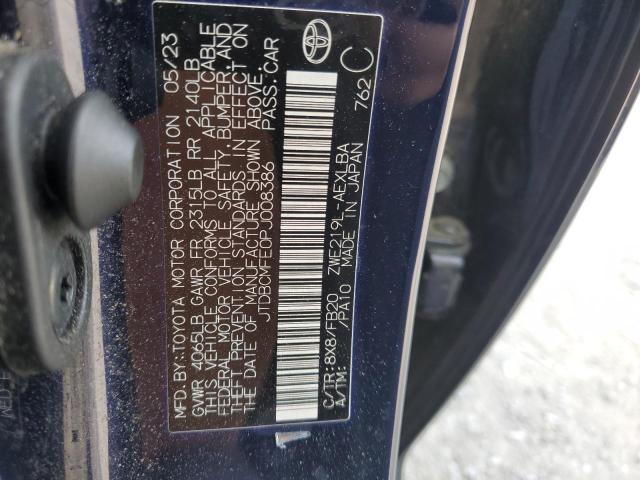 MFD BY: TOYOTA MOTOR CORPORATION 05/23
GVWR 4065LB GAWR FR 2315LB RR 2140LB
THIS VEHICLE CONFORMS TO ALL APPLICABLE
FEDERAL MOTOR VEHICLE SAFETY, BUMPER, AND
THEFT PREVENTION STANDARDS IN EFFECT ON
THE DATE OF MANUFACTURE SHOWN ABOVE.
JTDBCMFE0PJ008386 PASS. CAR
C/TR: 8X8/FB20 ZWE219L-AEXLBA
A/TM: /PA10 MADE IN JAPAN
762 C